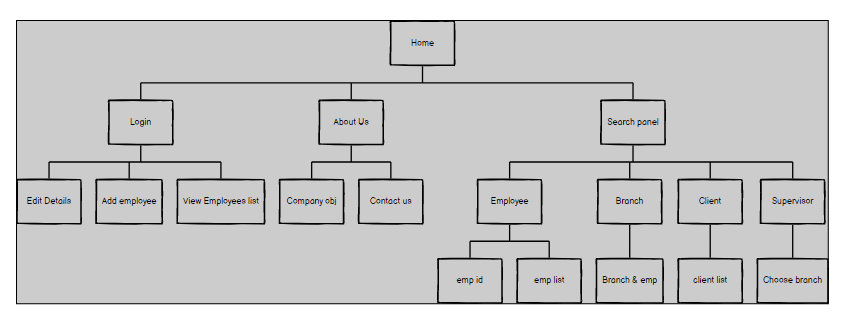 Home
Login
About Us
Search panel
Edit Details
Add employee
View Employees list
Company obj
Contact us
Employee
Branch
Client
Supervisor
emp id
emp list
Branch & emp
client list
Choose branch